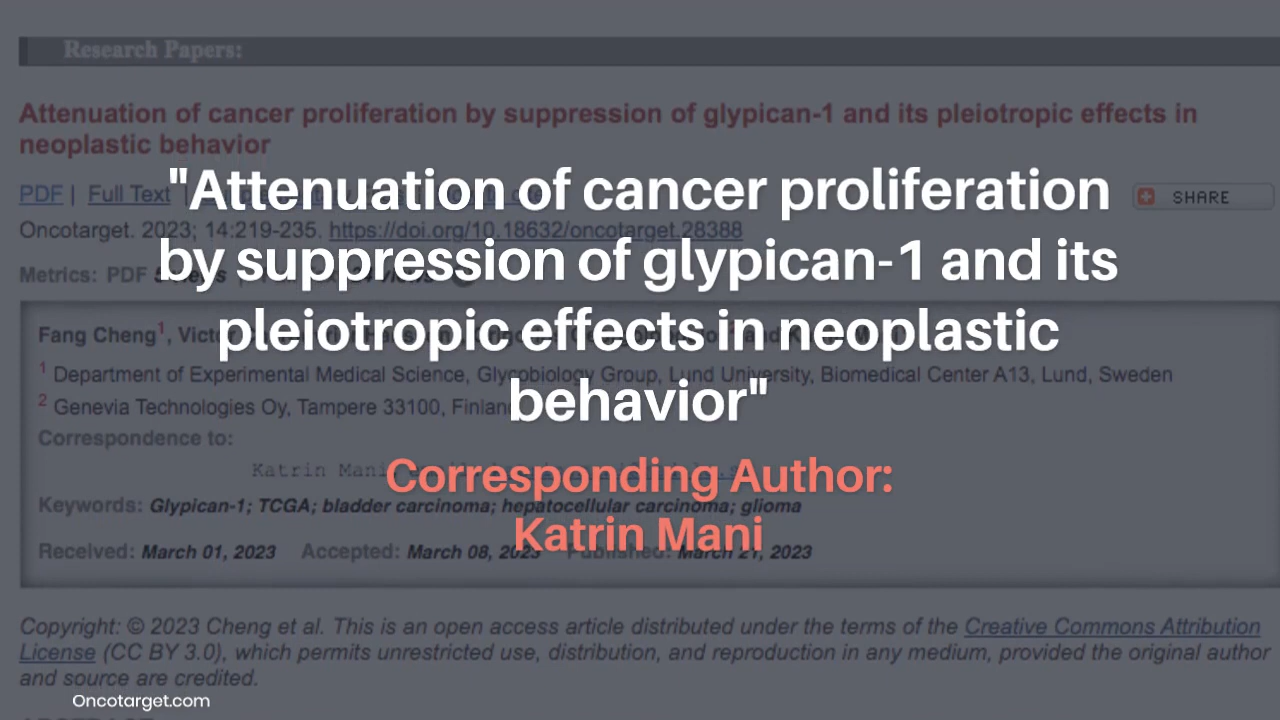 Research Papers:
Attenuation of cancer proliferation by suppression of glypican-1 and its pleiotropic effects in
neoplastic behavior
"Attenuation of cancer proliferation
by suppression of glypican-1 and its
pleiotropic effects in neoplastic
behavior"
Corresponding Author:
Katrin Mani
PDF | Full Text
SHARE
Oncotarget. 2023; 14:219-235. https://doi.org/10.18632/oncotarget.28388
Metrics: PDF
Fang Cheng1, Victor
1 Department of Experimental Medical Science, Glycobiology Group, Lund University, Biomedical Center A13, Lund, Sweden
2 Genevia Technologies Oy, Tampere 33100, Finland
Correspondence to:
Katrin Mani
Keywords: Glypican-1; TCGA; bladder carcinoma; hepatocellular carcinoma; glioma
Received: March 01, 2023 Accepted: March 08, 2023 Published: March 21, 2023
Copyright: © 2023 Cheng et al. This is an open access article distributed under the terms of the Creative Commons Attribution
License (CC BY 3.0), which permits unrestricted use, distribution, and reproduction in any medium, provided the original author
and source are credited.
Oncotarget.com